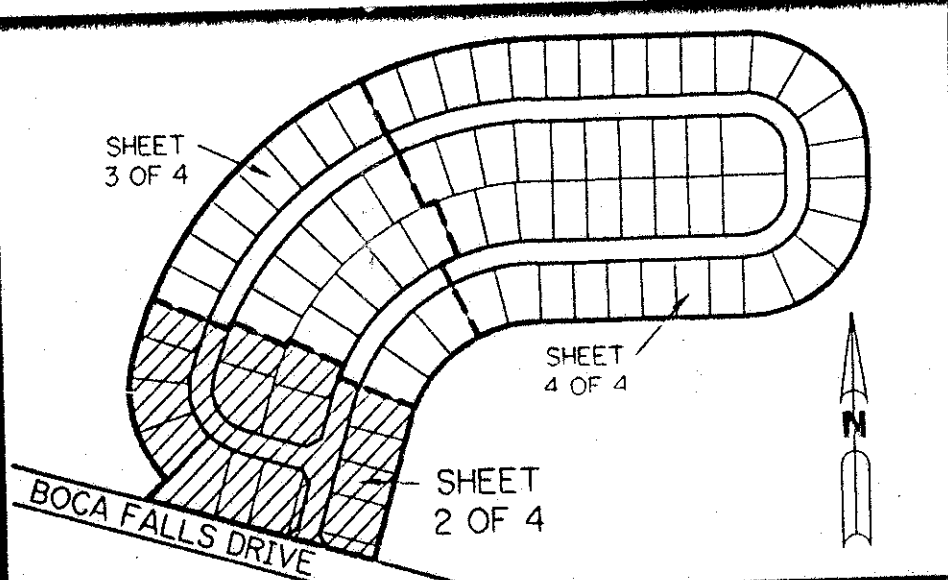 SHEET
3 OF 4
SHEET
4 OF 4
N
SHEET
2 OF 4
BOCA FALLS DRIVE